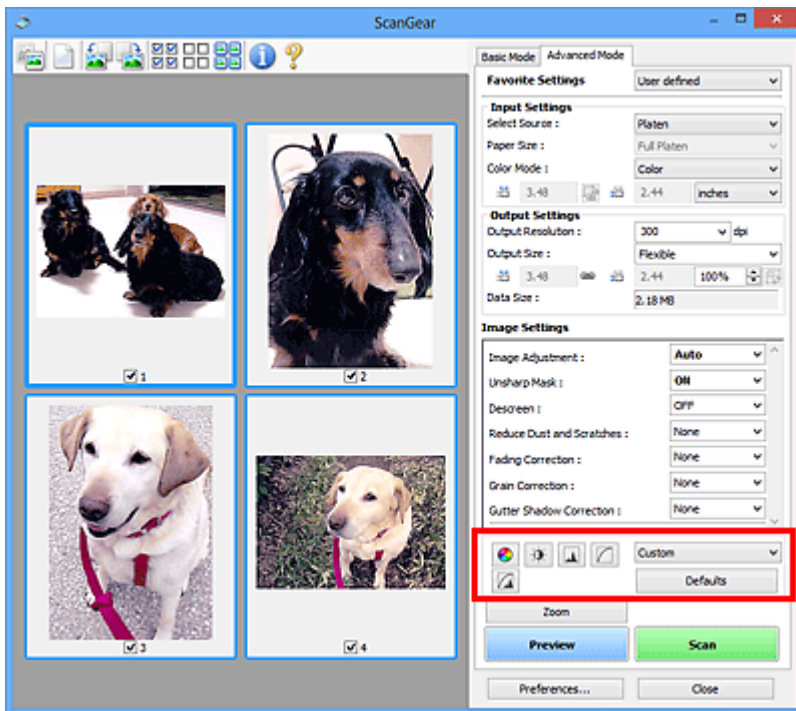 ScanGear
Basic Mode Advanced Mode
Favorite Settings User defined
Input Settings
Select Source : Platen
Paper Size : Full Platen
Color Mode : Color
3.48 2.44 inches
Output Settings
Output Resolution : 300 dpi
Output Size : Flexible
3.48 2.44 100%
Data Size : 2.18 MB
Image Settings
Image Adjustment : Auto
Unsharp Mask : ON
Descreen : OFF
Reduce Dust and Scratches : None
Fading Correction : None
Grain Correction : None
Gutter Shadow Correction : None
1
2
3
4
Custom
Defaults
Zoom
Preview Scan
Preferences... Close